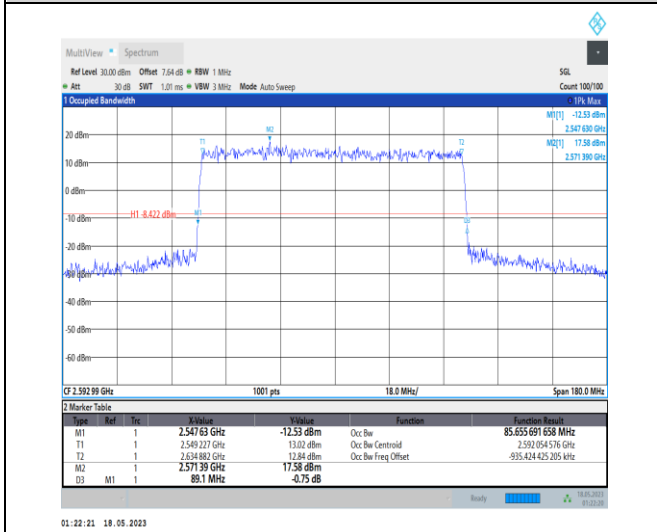 MultiView Spectrum
Ref Level 30.00 dBm Offset 7.64 dB RBW 1 MHz SGL
Att 30 dB SWT 1.01 ms VBW 3 MHz Mode Auto Sweep Count 100/100
1 Occupied Bandwidth 1Pk Max
M1[1] -12.53 dBm
2.547 630 GHz
M2[1] 17.58 dBm
2.571 390 GHz
20 dBm
M2
T1
T2
10 dBm
0 dBm
H1 -8.422 dBm
M1
-10 dBm
-20 dBm
-30 dBm
-40 dBm
-50 dBm
-60 dBm
CF 2.592 99 GHz 1001 pts 18.0 MHz/ Span 180.0 MHz
2 Marker Table
Type Ref Trc X-Value Y-Value Function Function Result
M1 1 2.547 63 GHz -12.53 dBm Occ Bw 85.655 691 658 MHz
T1 1 2.549 227 GHz 13.02 dBm Occ Bw Centroid 2.592 054 576 GHz
T2 1 2.634 882 GHz 12.84 dBm Occ Bw Freq Offset -935.424 425 205 kHz
M2 1 2.571 39 GHz 17.58 dBm
D3 M1 1 89.1 MHz -0.75 dB
Ready 18.05.2023
01:22:20
01:22:21 18.05.2023